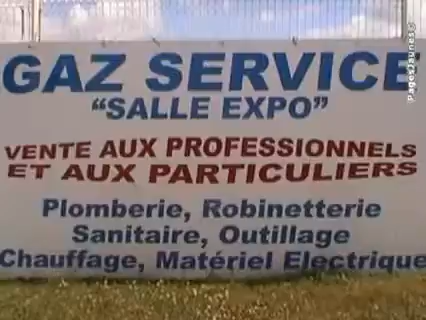 GAZ SERVICE
"SALLE EXPO"
VENTE AUX PROFESSIONNELS
ET AUX PARTICULIERS
Plomberie, Robinetterie
Sanitaire, Outillage
Chauffage, Matériel Electrique
PagesJaunes®